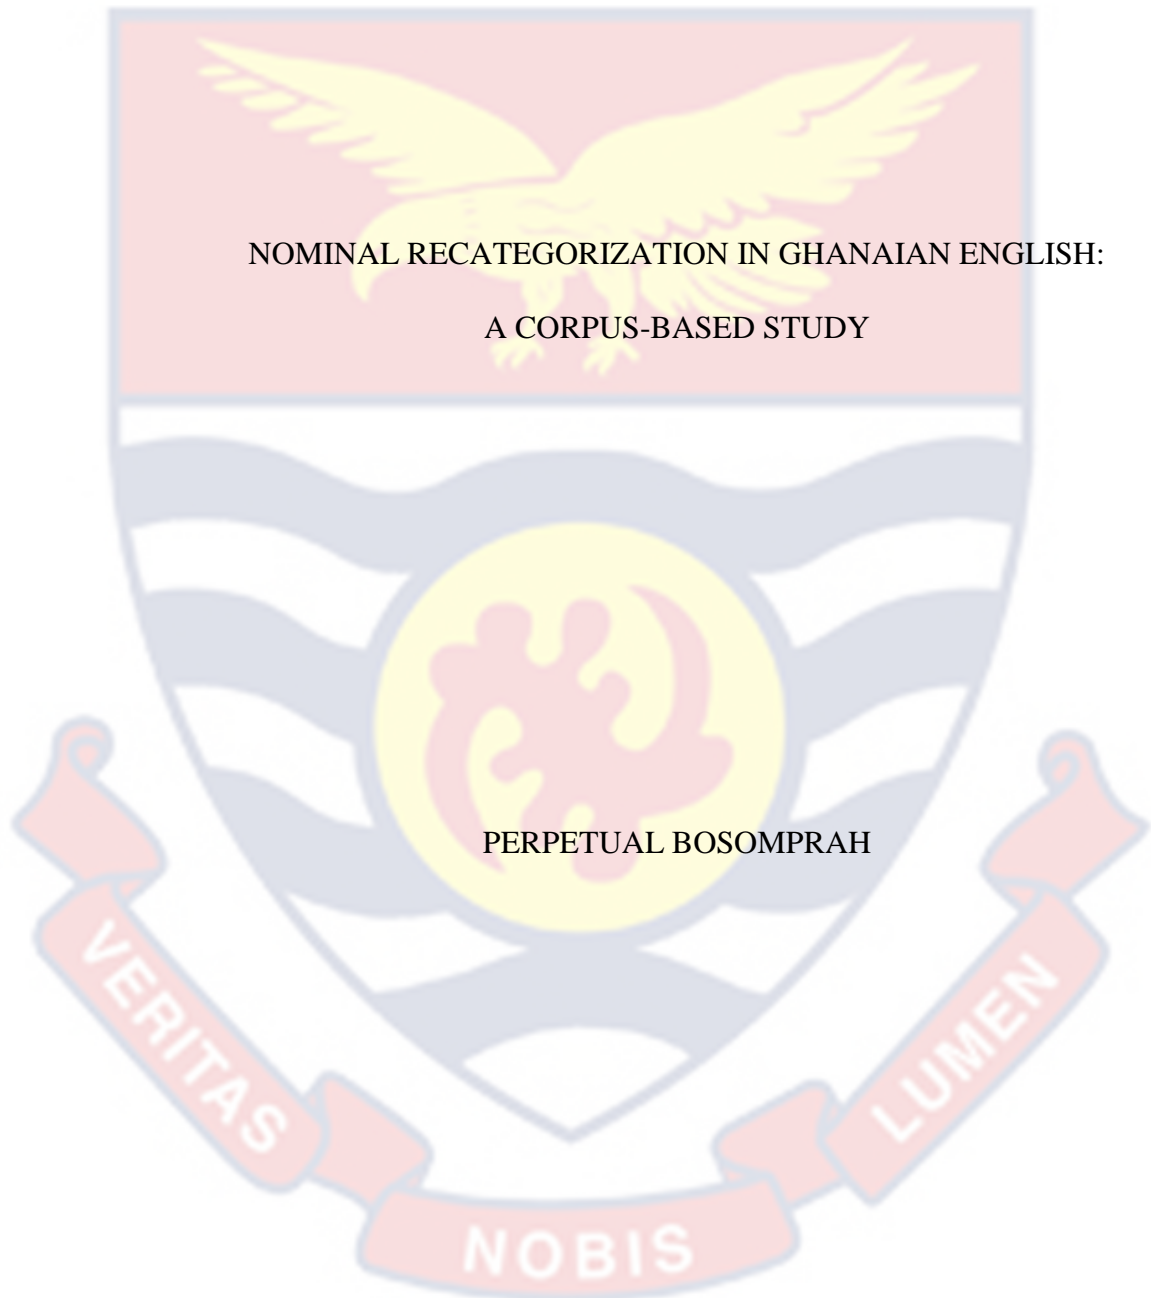 NOMINAL RECATEGORIZATION IN GHANAIAN ENGLISH:
A CORPUS-BASED STUDY
PERPETUAL BOSOMPRAH
VERITAS
NOBIS
LUMEN